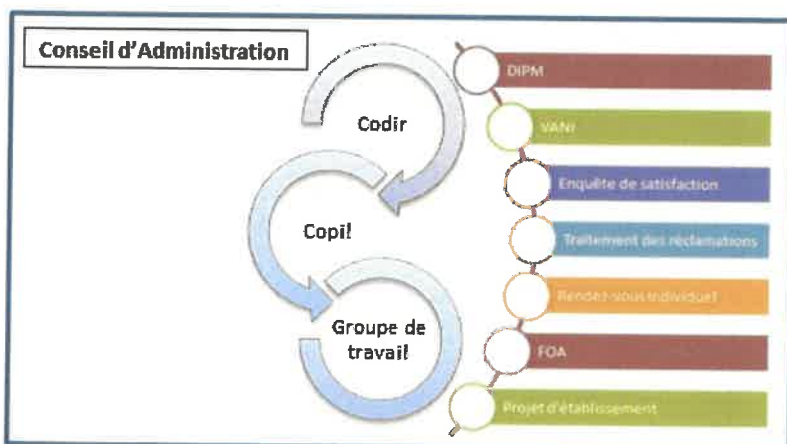 Conseil d'Administration
Codir
Copil
Groupe de
travail
DIPM
VANI
Enquête de satisfaction
Traitement des réclamations
Rendez-vous individuel
FOA
Projet d'établissement